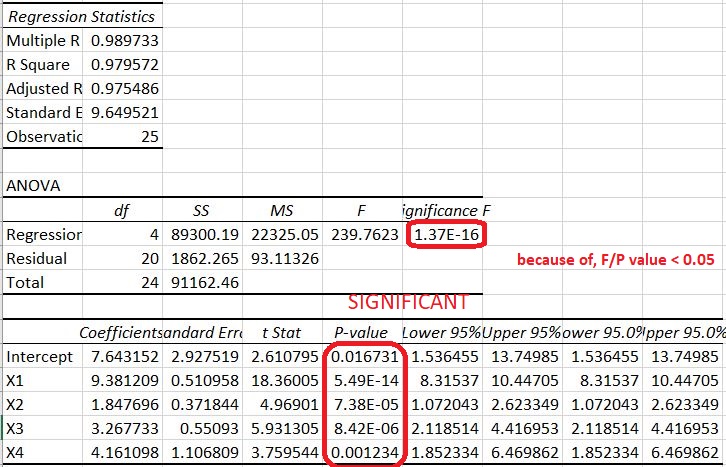 Regression Statistics
Multiple R 0.989733
R Square 0.979572
Adjusted R 0.975486
Standard E 9.649521
Observatic 25
ANOVA
df SS MS F ignificance F
Regressior 4 89300.19 22325.05 239.7623 1.37E-16
Residual 20 1862.265 93.11326
because of, F/P value < 0.05
Total 24 91162.46
SIGNIFICANT
Coefficients andard Erro t Stat P-value Lower 95% Upper 95% ower 95.0% pper 95.0%
Intercept 7.643152 2.927519 2.610795 0.016731 1.536455 13.74985 1.536455 13.74985
X1 9.381209 0.510958 18.36005 5.49E-14 8.31537 10.44705 8.31537 10.44705
X2 1.847696 0.371844 4.96901 7.38E-05 1.072043 2.623349 1.072043 2.623349
X3 3.267733 0.55093 5.931305 8.42E-06 2.118514 4.416953 2.118514 4.416953
X4 4.161098 1.106809 3.759544 0.001234 1.852334 6.469862 1.852334 6.469862